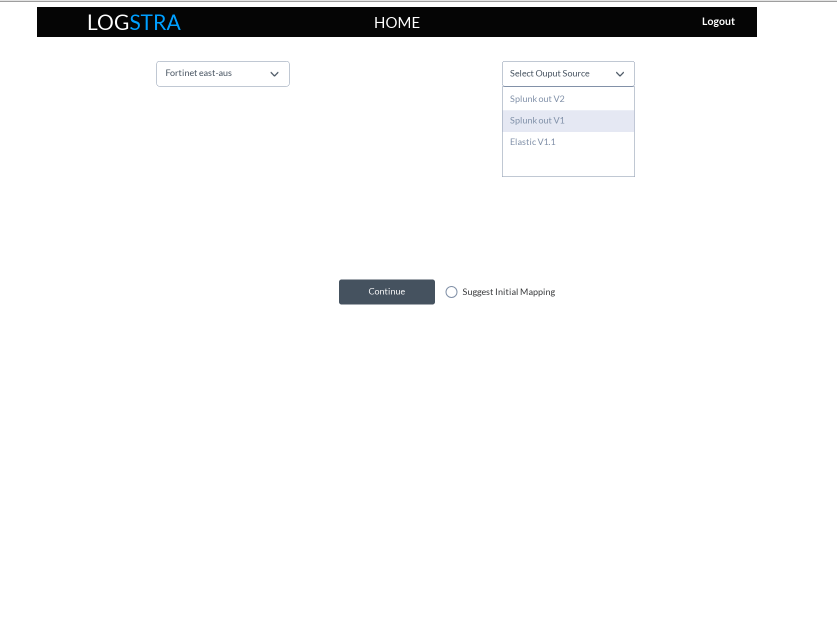 LOGSTRA HOME Logout
Fortinet east-aus
Select Ouput Source
Splunk out V2
Splunk out V1
Elastic V1.1
Continue
Suggest Initial Mapping